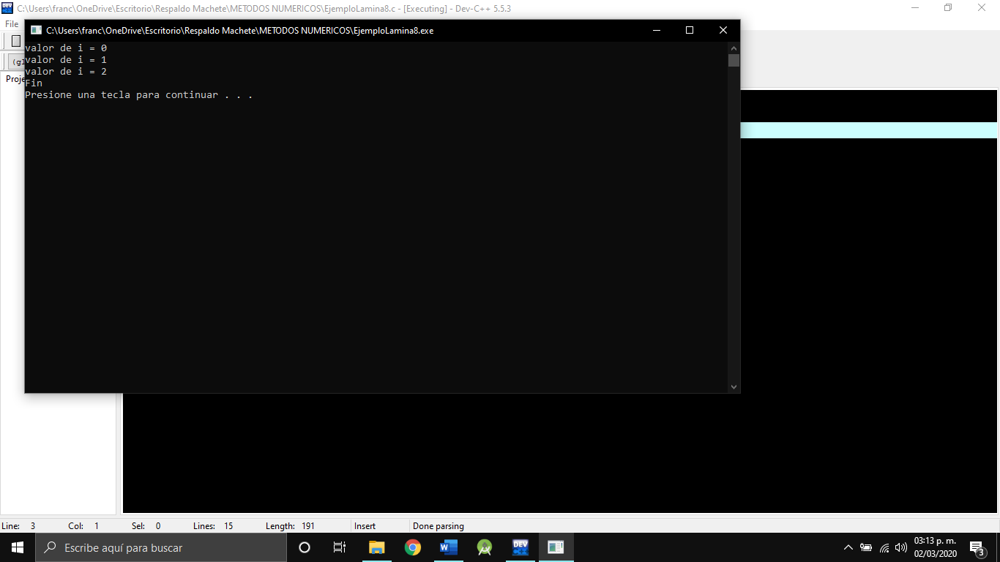 C:\Users\franc\OneDrive\Escritorio\Respaldo Machete\METODOS NUMERICOS\EjemploLamina8.c - [Executing] - Dev-C++ 5.5.3
File
C:\Users\franc\OneDrive\Escritorio\Respaldo Machete\METODOS NUMERICOS\EjemploLamina8.exe
valor de i = 0
valor de i = 1
valor de i = 2
Fin
Presione una tecla para continuar . . .
(gl
Proje
Line: 3 Col: 1 Sel: 0 Lines: 15 Length: 191 Insert Done parsing
Escribe aquí para buscar
DEV C++
03:13 p. m.
02/03/2020
3